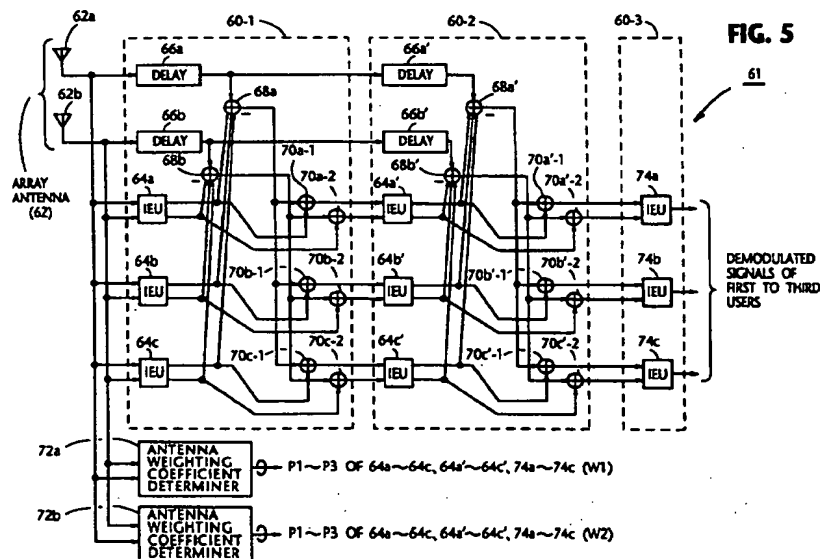 FIG. 5
61
62a
62b
ARRAY
ANTENNA
(62)
60-1
66a
DELAY
68a
66b
DELAY
68b
70a-1
70a-2
64a
IEU
64b
IEU
70b-1
70b-2
64c
IEU
70c-1
70c-2
60-2
66a'
DELAY
68a'
66b'
DELAY
68b'
70a'-1
70a'-2
64a'
IEU
64b'
IEU
70b'-1
70b'-2
64c'
IEU
70c'-1
70c'-2
60-3
74a
IEU
74b
IEU
74c
IEU
DEMODULATED
SIGNALS OF
FIRST TO THIRD
USERS
72a
ANTENNA
WEIGHTING
COEFFICIENT
DETERMINER
P1~P3 OF 64a~64c, 64a'~64c', 74a~74c (W1)
72b
ANTENNA
WEIGHTING
COEFFICIENT
DETERMINER
P1~P3 OF 64a~64c, 64a'~64c', 74a~74c (W2)